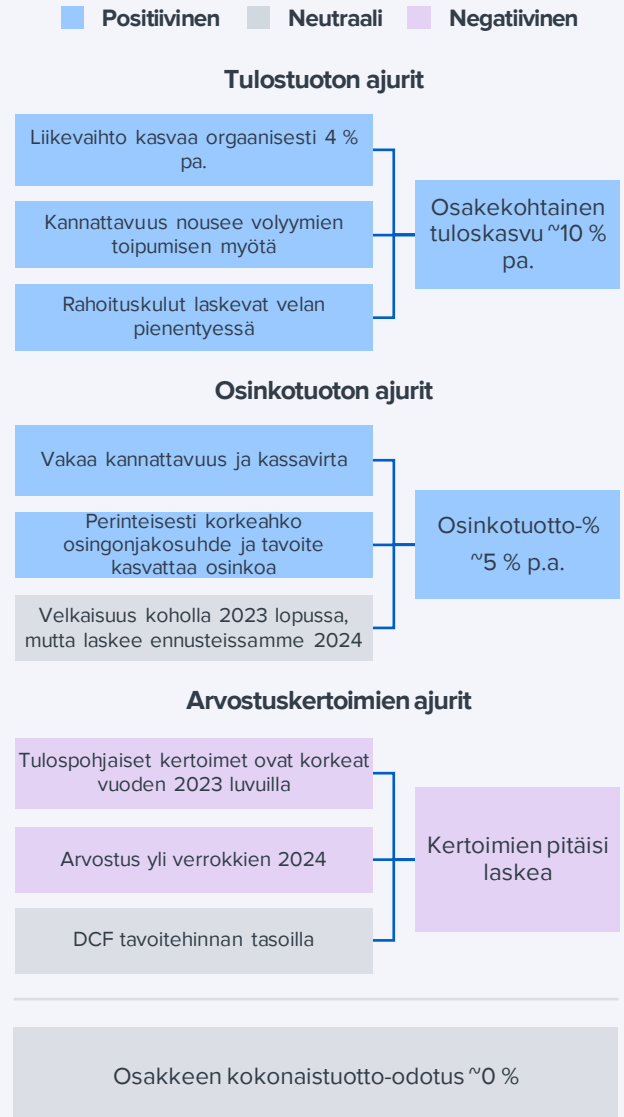 Positiivinen Neutraali Negatiivinen
Tulostuoton ajurit
Liikevaihto kasvaa orgaanisesti 4 %
pa.
Kannattavuus nousee volyymien
toipumisen myötä
Rahoituskulut laskevat velan
pienentyessä
Osakekohtainen
tuloskasvu ~10 %
pa.
Osinkotuoton ajurit
Vakaa kannattavuus ja kassavirta
Perinteisesti korkeahko
osingonjakosuhde ja tavoite
kasvattaa osinkoa
Velkaisuus koholla 2023 lopussa,
mutta laskee ennusteissamme 2024
Osinkotuotto-%
~5 % p.a.
Arvostuskertoimien ajurit
Tulospohjaiset kertoimet ovat korkeat
vuoden 2023 luvuilla
Arvostus yli verrokkien 2024
DCF tavoitehinnan tasoilla
Kertoimien pitäisi
laskea
Osakkeen kokonaistuotto-odotus ~0 %